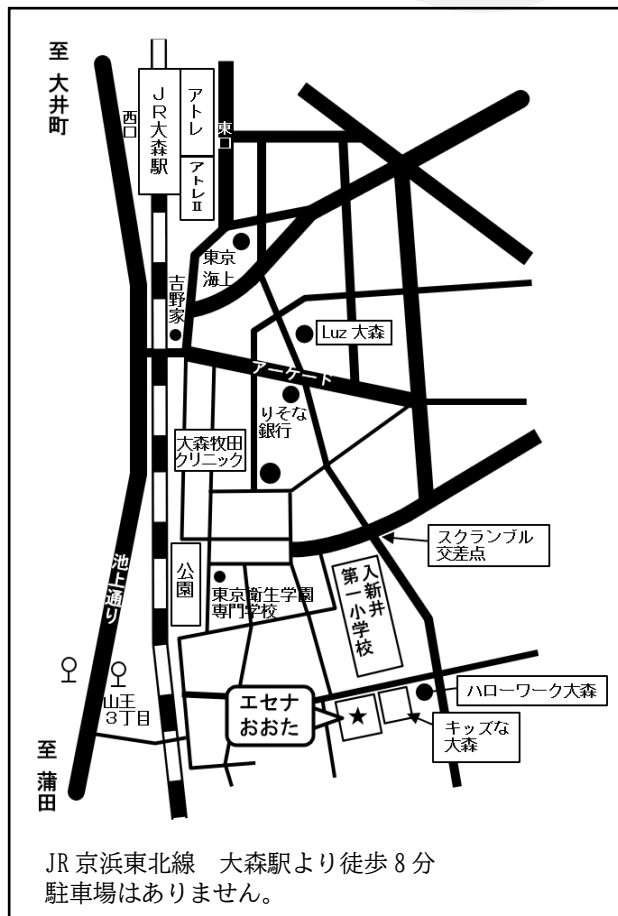 至 大井町
西口
JR大森駅
アトレ
アトレⅡ
東口
東京
海上
吉野家
Luz 大森
アーケード
りそな
銀行
大森牧田
クリニック
スクランブル
交差点
公園
東京衛生学園
専門学校
入新井
第一小学校
池上通り
山王
3丁目
エセナ
おおた
★
ハローワーク大森
キッズな
大森
至 蒲田
JR 京浜東北線　大森駅より徒歩 8 分
駐車場はありません。